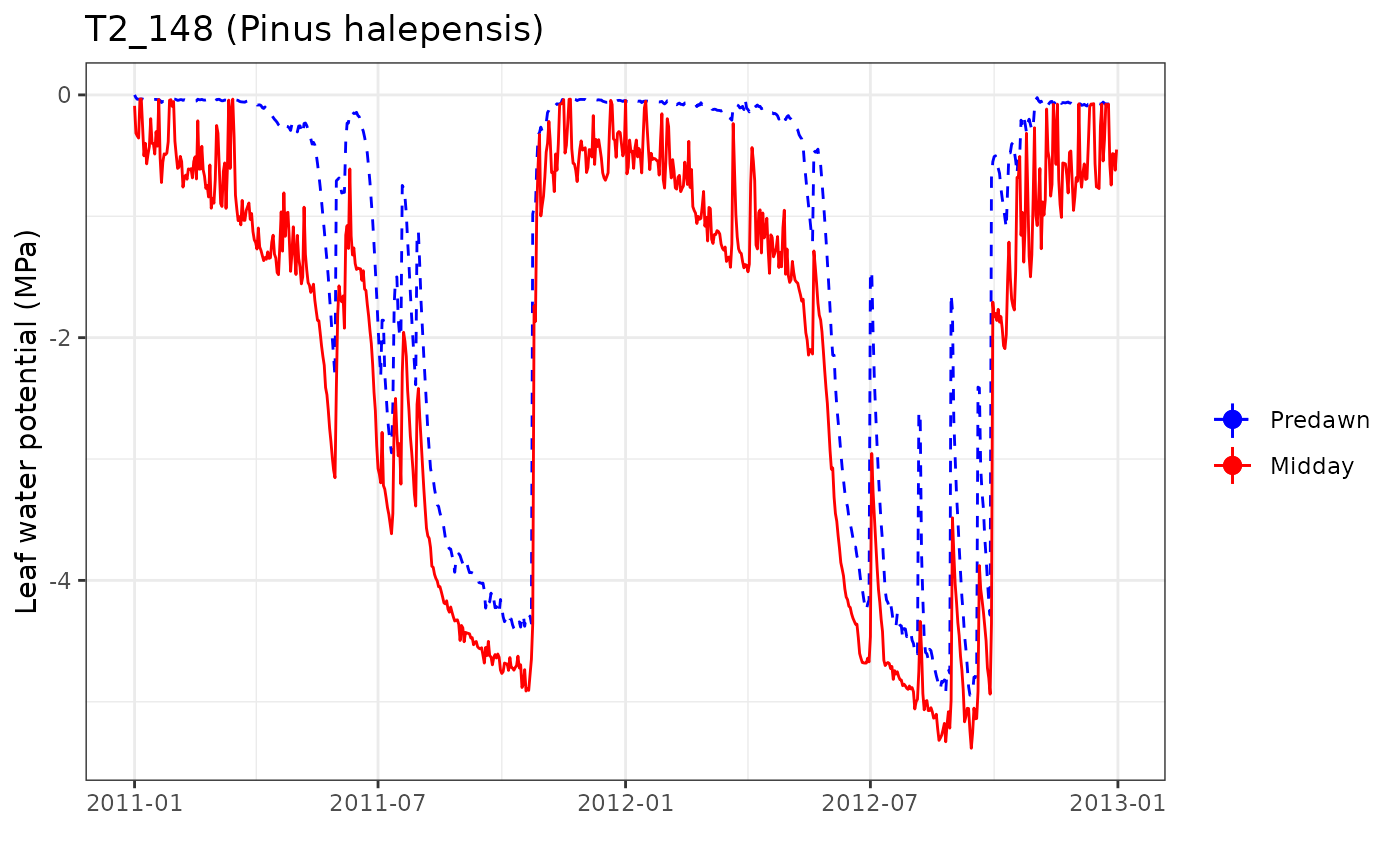 T2_148 (Pinus halepensis)
Leaf water potential (MPa)
0
-2
-4
2011-01
2011-07
2012-01
2012-07
2013-01
Predawn
Midday